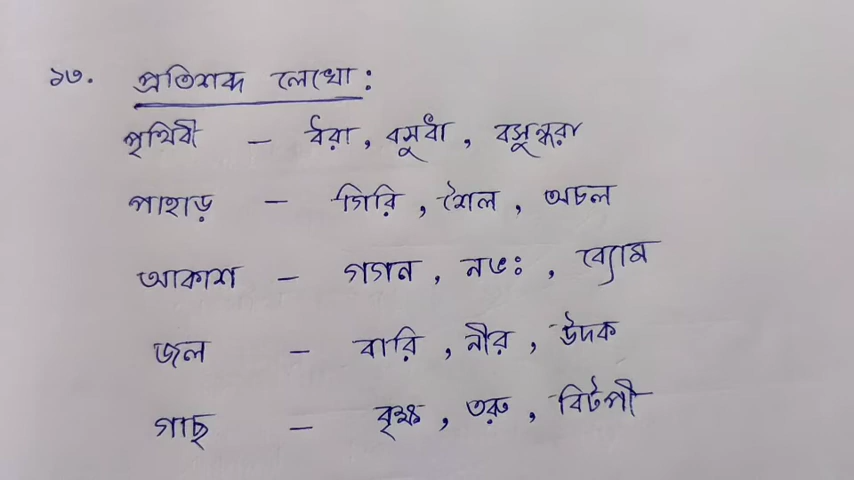 ১৩. প্রতিশব্দ লেখো :
পৃথিবী - ধরা, বসুধা, বসুন্ধরা
পাহাড় - গিরি, শৈল, অচল
আকাশ - গগন, নভঃ, ব্যোম
জল - বারি, নীর, উদক
গাছ - বৃক্ষ, তরু, বিটপী